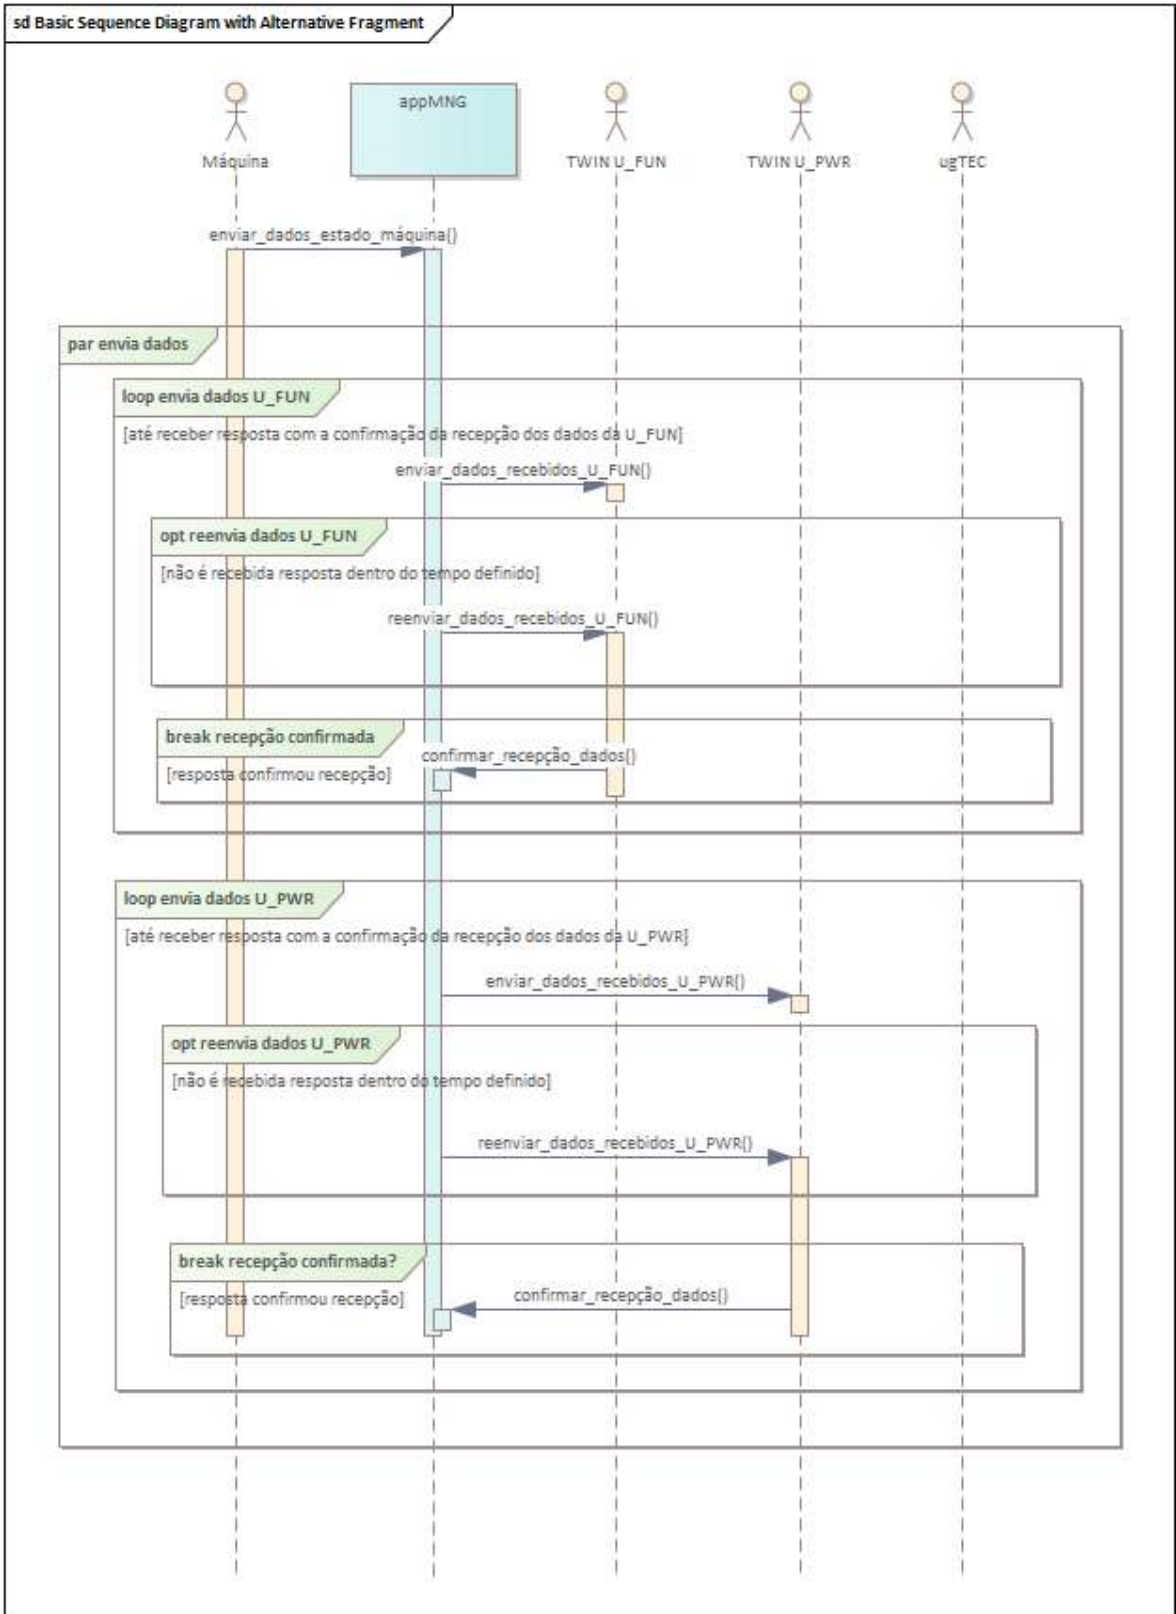 sd Basic Sequence Diagram with Alternative Fragment
appMNG
Máquina
TWIN U_FUN
TWIN U_PWR
ugTEC
enviar_dados_estado_máquina()
par envia dados
loop envia dados U_FUN
[até receber resposta com a confirmação da recepção dos dados da U_FUN]
enviar_dados_recebidos_U_FUN()
opt reenvia dados U_FUN
[não é recebida resposta dentro do tempo definido]
reenviar_dados_recebidos_U_FUN()
break recepção confirmada
confirmar_recepção_dados()
[resposta confirmou recepção]
loop envia dados U_PWR
[até receber resposta com a confirmação da recepção dos dados da U_PWR]
enviar_dados_recebidos_U_PWR()
opt reenvia dados U_PWR
[não é recebida resposta dentro do tempo definido]
reenviar_dados_recebidos_U_PWR()
break recepção confirmada?
confirmar_recepção_dados()
[resposta confirmou recepção]